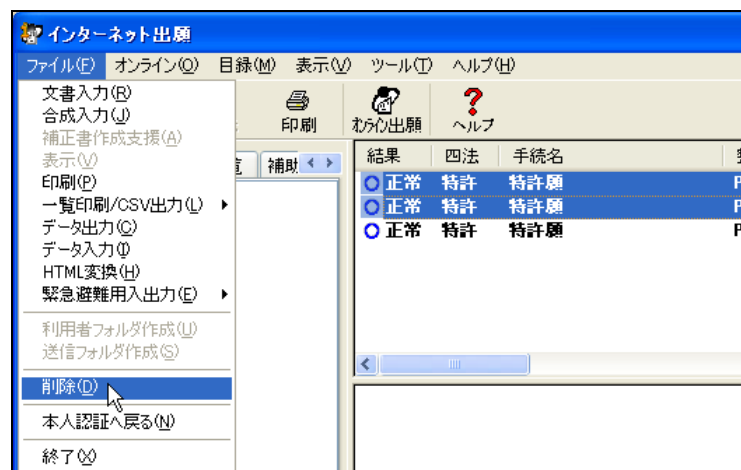 インターネット出願
ファイル(F) オンライン(O) 目録(M) 表示(V) ツール(T) ヘルプ(H)
印刷 オンライン出願 ヘルプ
文書入力(R)
合成入力(J)
補正書作成支援(A)
表示(V)
印刷(P)
一覧印刷/CSV出力(L)
データ出力(C)
データ入力(I)
HTML変換(H)
緊急避難用入出力(E)
利用者フォルダ作成(U)
送信フォルダ作成(S)
削除(D)
本人認証へ戻る(N)
終了(X)
補助
結果 四法 手続名
正常 特許 特許願 P
正常 特許 特許願 P
正常 特許 特許願 P